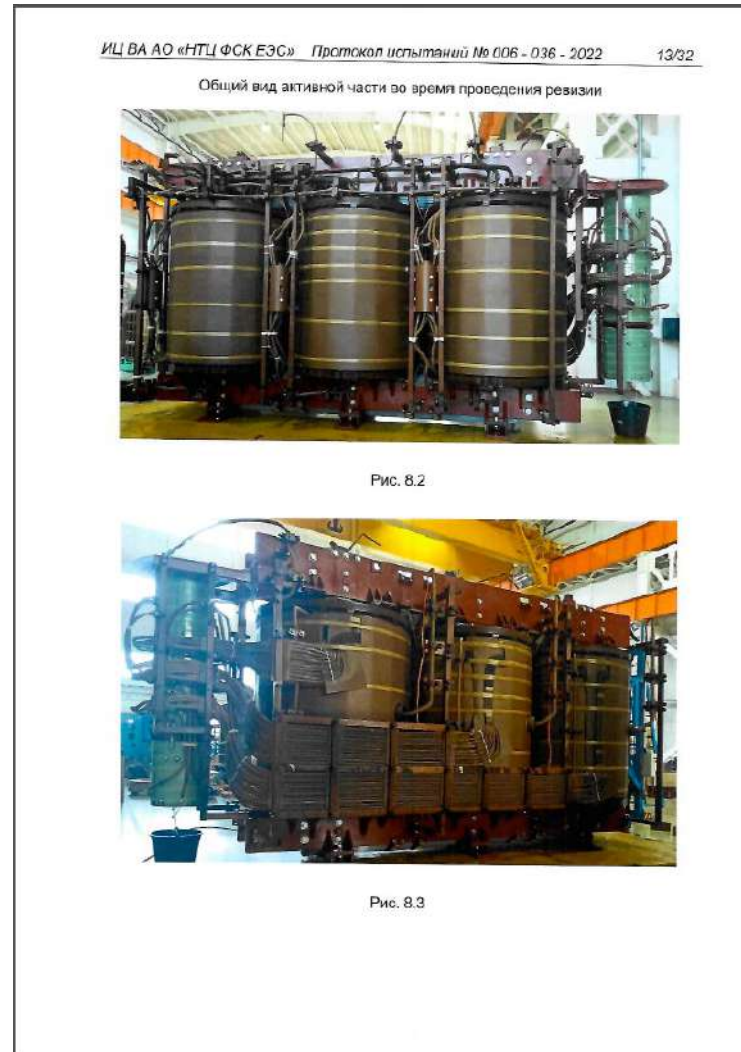 ИЦ ВА АО «НТЦ ФСК ЕЭС» Протокол испытаний № 006 - 036 - 2022 13/32
Общий вид активной части во время проведения ревизии
Рис. 8.2
Рис. 8.3